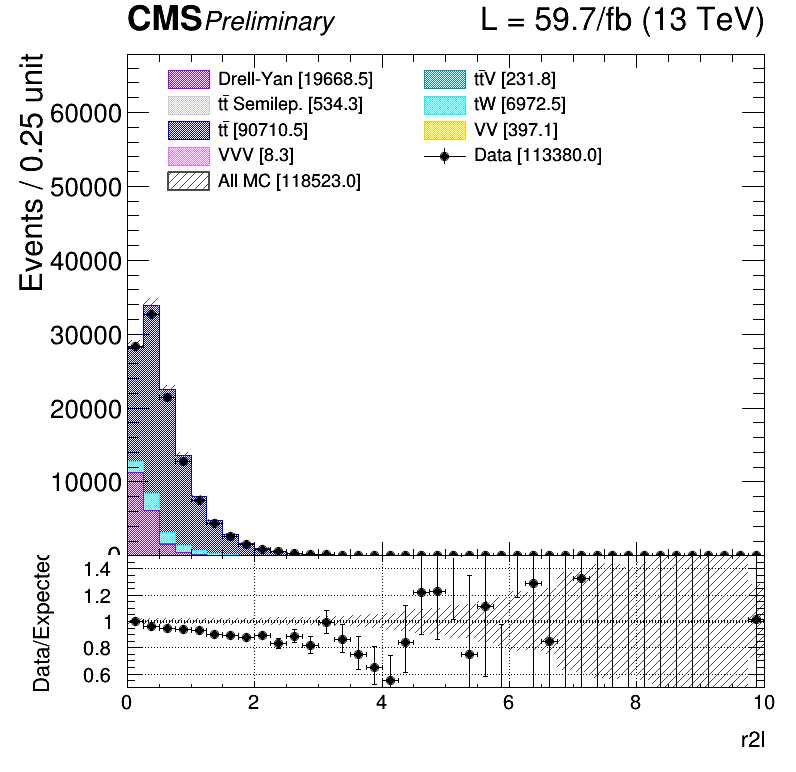 CMS Preliminary L = 59.7/fb (13 TeV)
Events / 0.25 unit
Drell-Yan [19668.5]
tt̄ Semilep. [534.3]
tt̄ [90710.5]
VVV [8.3]
All MC [118523.0]
tt̄V [231.8]
tW [6972.5]
VV [397.1]
Data [113380.0]
60000
50000
40000
30000
20000
10000
0
Data/Expected
1.4
1.2
1
0.8
0.6
0 2 4 6 8 10
r2l